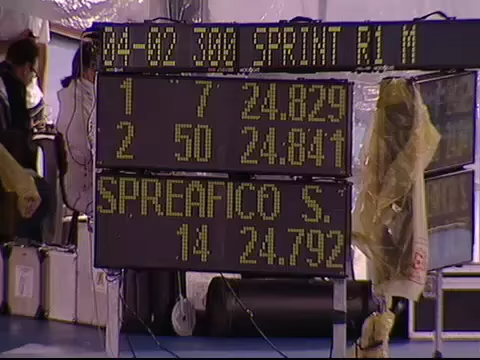 04-02 300 SPRINT R1 M
1 7 24.829
2 50 24.841
SPREAFICO S.
14 24.792